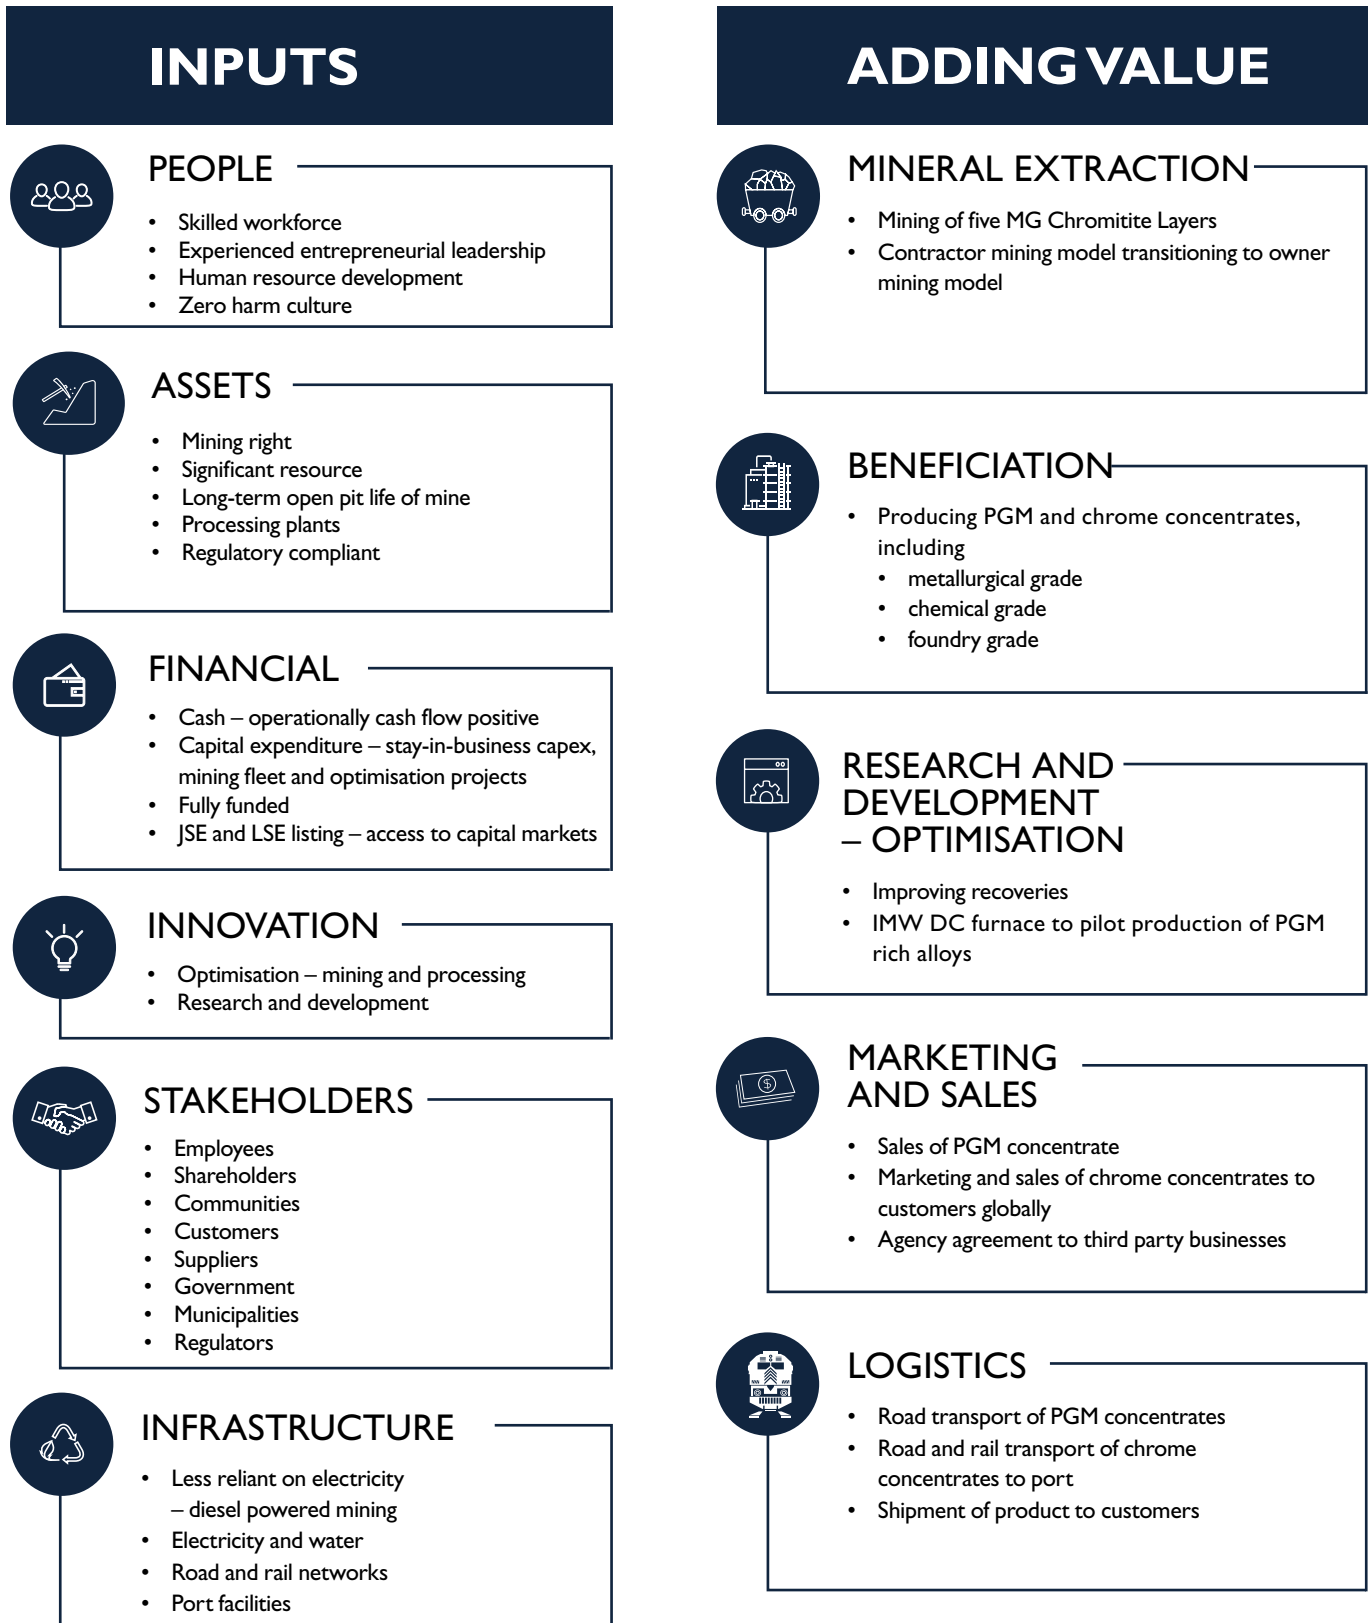 INPUTS
PEOPLE
• Skilled workforce
• Experienced entrepreneurial leadership
• Human resource development
• Zero harm culture
ASSETS
• Mining right
• Significant resource
• Long-term open pit life of mine
• Processing plants
• Regulatory compliant
FINANCIAL
• Cash – operationally cash flow positive
• Capital expenditure – stay-in-business capex,
mining fleet and optimisation projects
• Fully funded
• JSE and LSE listing – access to capital markets
INNOVATION
• Optimisation – mining and processing
• Research and development
STAKEHOLDERS
• Employees
• Shareholders
• Communities
• Customers
• Suppliers
• Government
• Municipalities
• Regulators
INFRASTRUCTURE
• Less reliant on electricity
– diesel powered mining
• Electricity and water
• Road and rail networks
• Port facilities
ADDING VALUE
MINERAL EXTRACTION
• Mining of five MG Chromitite Layers
• Contractor mining model transitioning to owner
mining model
BENEFICIATION
• Producing PGM and chrome concentrates,
including
• metallurgical grade
• chemical grade
• foundry grade
RESEARCH AND
DEVELOPMENT
– OPTIMISATION
• Improving recoveries
• 1MW DC furnace to pilot production of PGM
rich alloys
MARKETING
AND SALES
$
• Sales of PGM concentrate
• Marketing and sales of chrome concentrates to
customers globally
• Agency agreement to third party businesses
LOGISTICS
• Road transport of PGM concentrates
• Road and rail transport of chrome
concentrates to port
• Shipment of product to customers